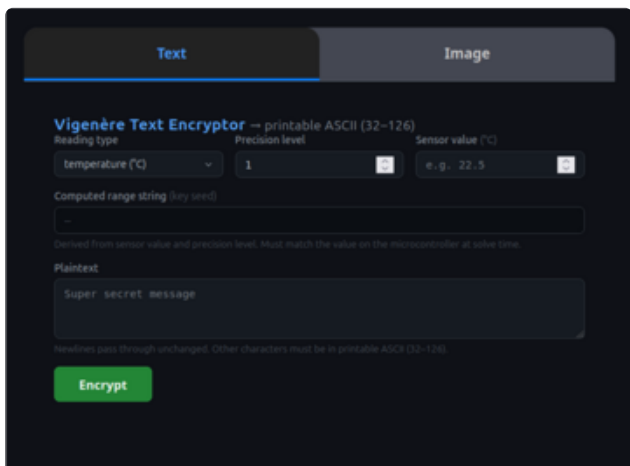 Text Image
Vigenère Text Encryptor → printable ASCII (32–126)
Reading type Precision level Sensor value (°C)
temperature (°C) 1 e.g. 22.5
Computed range string (key seed)
—
Derived from sensor value and precision level. Must match the value on the microcontroller at solve time.
Plaintext
Super secret message
Newlines pass through unchanged. Other characters must be in printable ASCII (32–126).
Encrypt